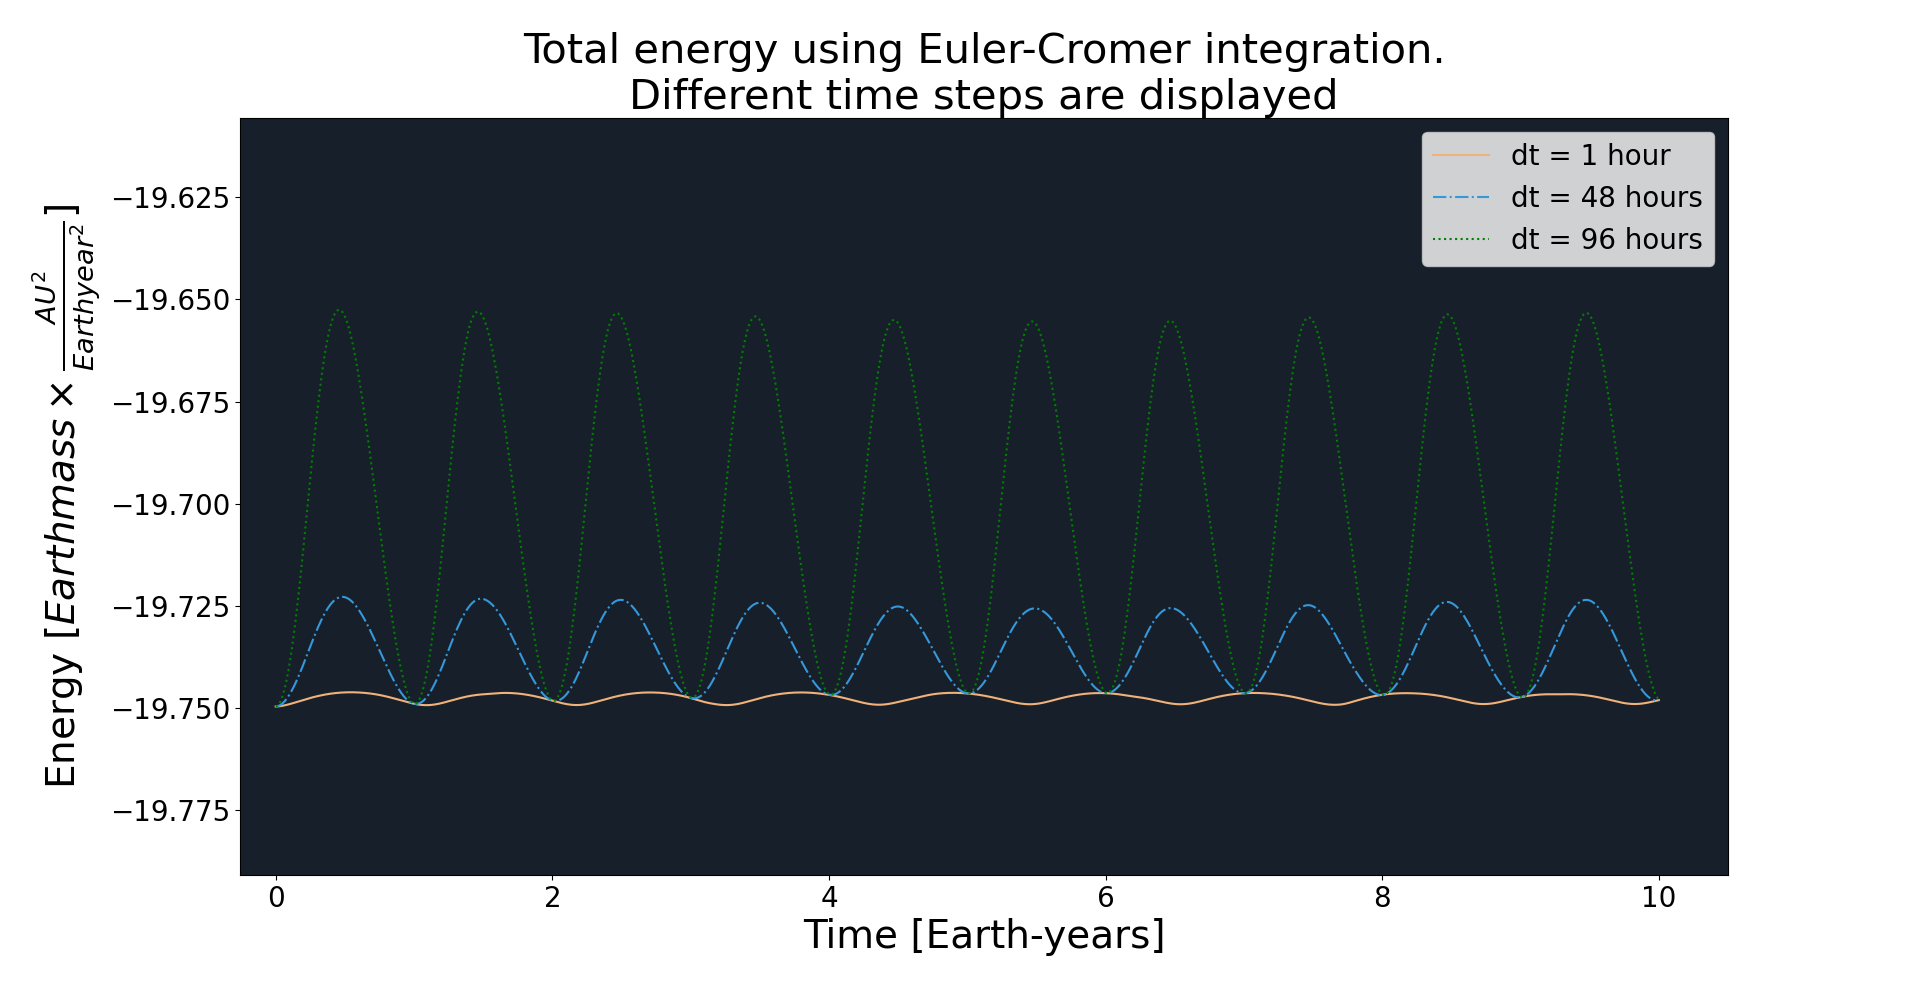 Total energy using Euler-Cromer integration.
Different time steps are displayed
dt = 1 hour
dt = 48 hours
dt = 96 hours
Energy [Earthmass × AU² / Earthyear²]
−19.625
−19.650
−19.675
−19.700
−19.725
−19.750
−19.775
0 2 4 6 8 10
Time [Earth-years]